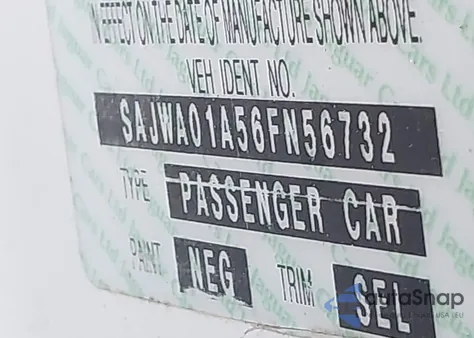 IN EFFECT ON THE DATE OF MANUFACTURE SHOWN ABOVE.
VEH IDENT NO.
SAJWA01A56FN56732
TYPE PASSENGER CAR
PAINT NEG TRIM SEL
autaSnap